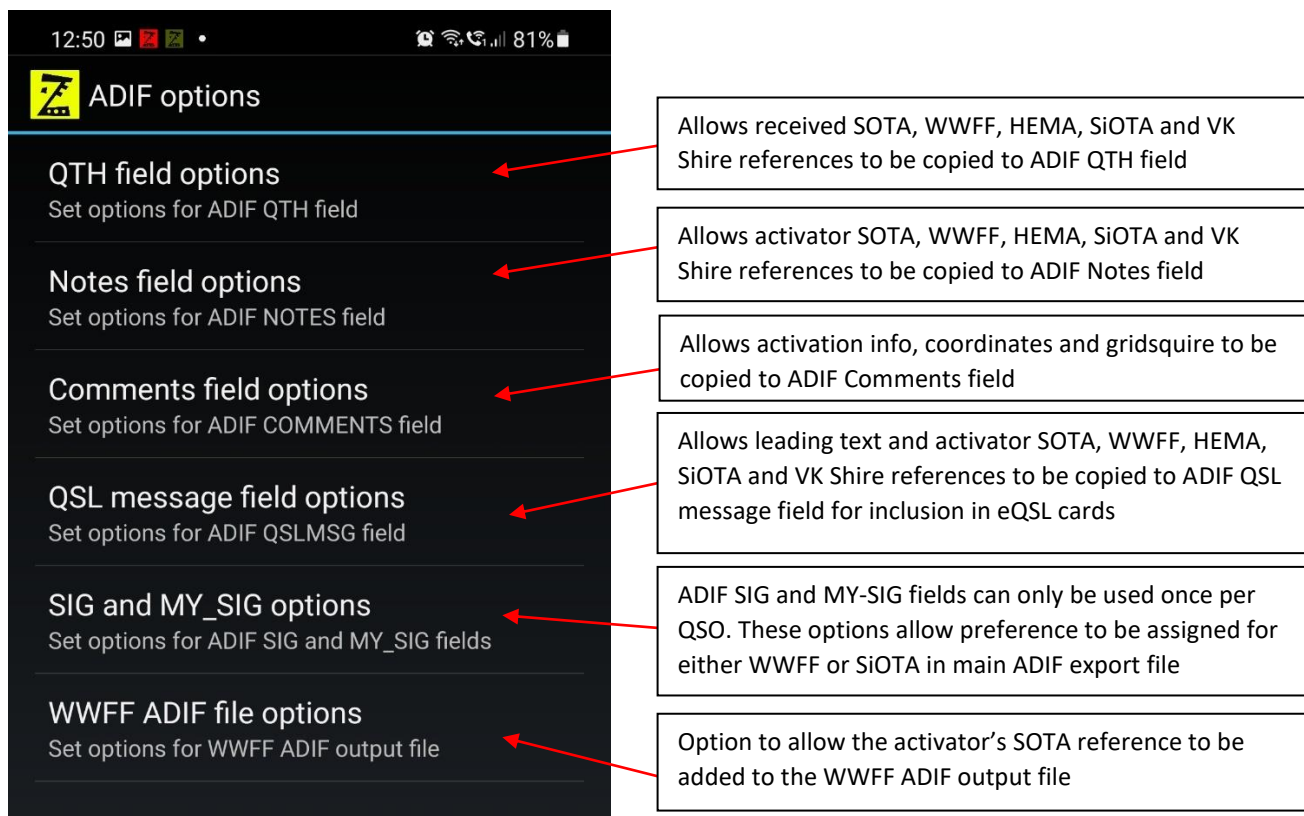 12:50 81%
ADIF options
QTH field options
Set options for ADIF QTH field
Notes field options
Set options for ADIF NOTES field
Comments field options
Set options for ADIF COMMENTS field
QSL message field options
Set options for ADIF QSLMSG field
SIG and MY_SIG options
Set options for ADIF SIG and MY_SIG fields
WWFF ADIF file options
Set options for WWFF ADIF output file
Allows received SOTA, WWFF, HEMA, SiOTA and VK
Shire references to be copied to ADIF QTH field
Allows activator SOTA, WWFF, HEMA, SiOTA and VK
Shire references to be copied to ADIF Notes field
Allows activation info, coordinates and gridsquire to be
copied to ADIF Comments field
Allows leading text and activator SOTA, WWFF, HEMA,
SiOTA and VK Shire references to be copied to ADIF QSL
message field for inclusion in eQSL cards
ADIF SIG and MY-SIG fields can only be used once per
QSO. These options allow preference to be assigned for
either WWFF or SiOTA in main ADIF export file
Option to allow the activator’s SOTA reference to be
added to the WWFF ADIF output file